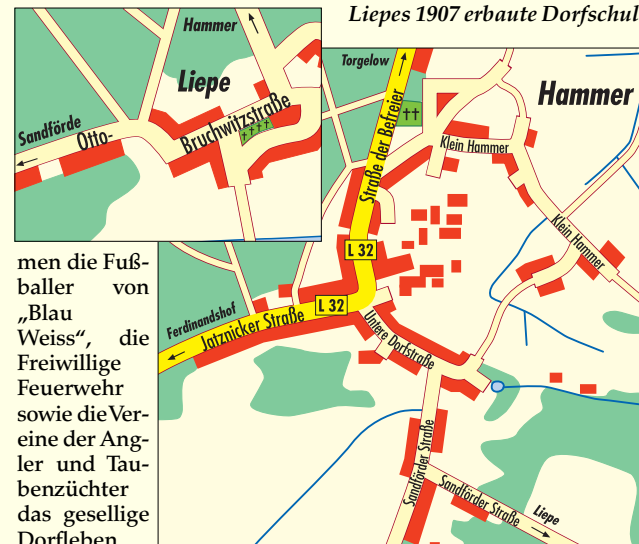 Liepes 1907 erbaute Dorfschul
Hammer
Liepe
Sandförde
Otto-
Bruchwitzstraße
Torgelow
Straße der Befreier
Hammer
Klein Hammer
Klein Hammer
L 32
L 32
Ferdinandshof
Jatznicker Straße
Untere Dorfstraße
Sandförder Straße
Sandförder Straße
Liepe
men die Fuß-
baller von
„Blau
Weiss“, die
Freiwillige
Feuerwehr
sowie die Ver-
eine der Ang-
ler und Tau-
benzüchter
das gesellige
Dorfleben